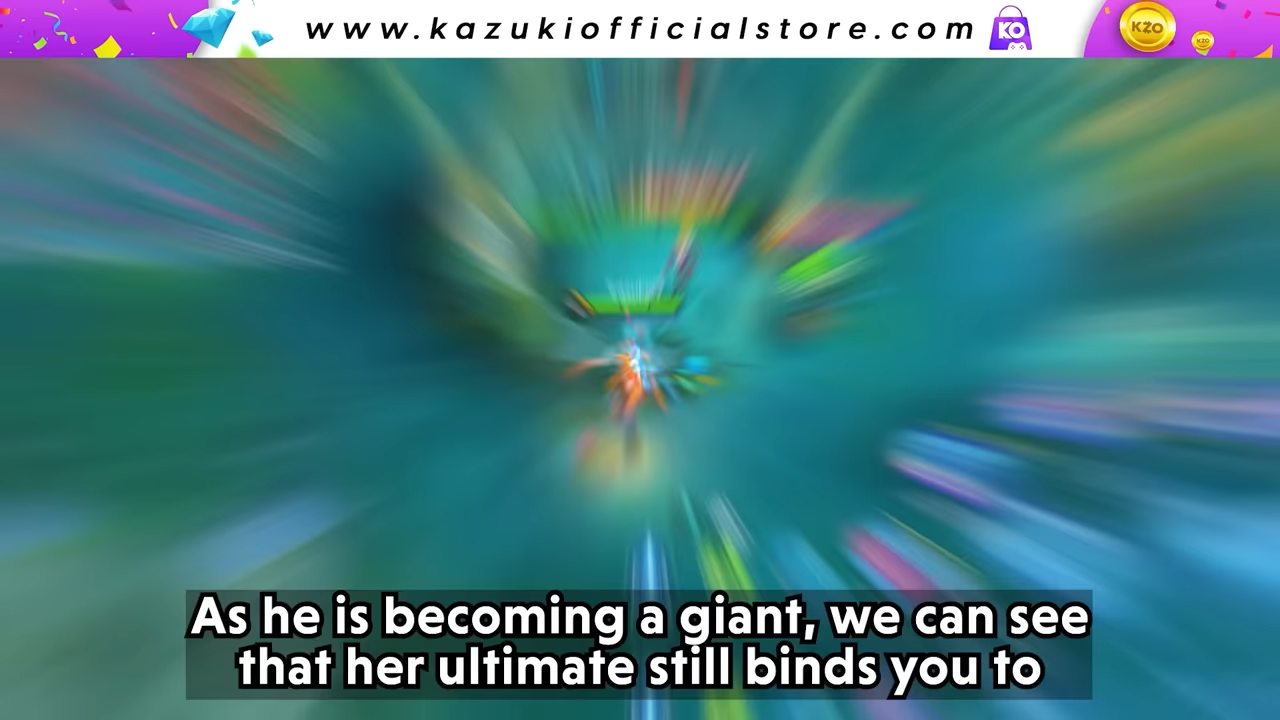 www.kazukiofficialstore.com
KO
KZO
KZO
As he is becoming a giant, we can see
that her ultimate still binds you to